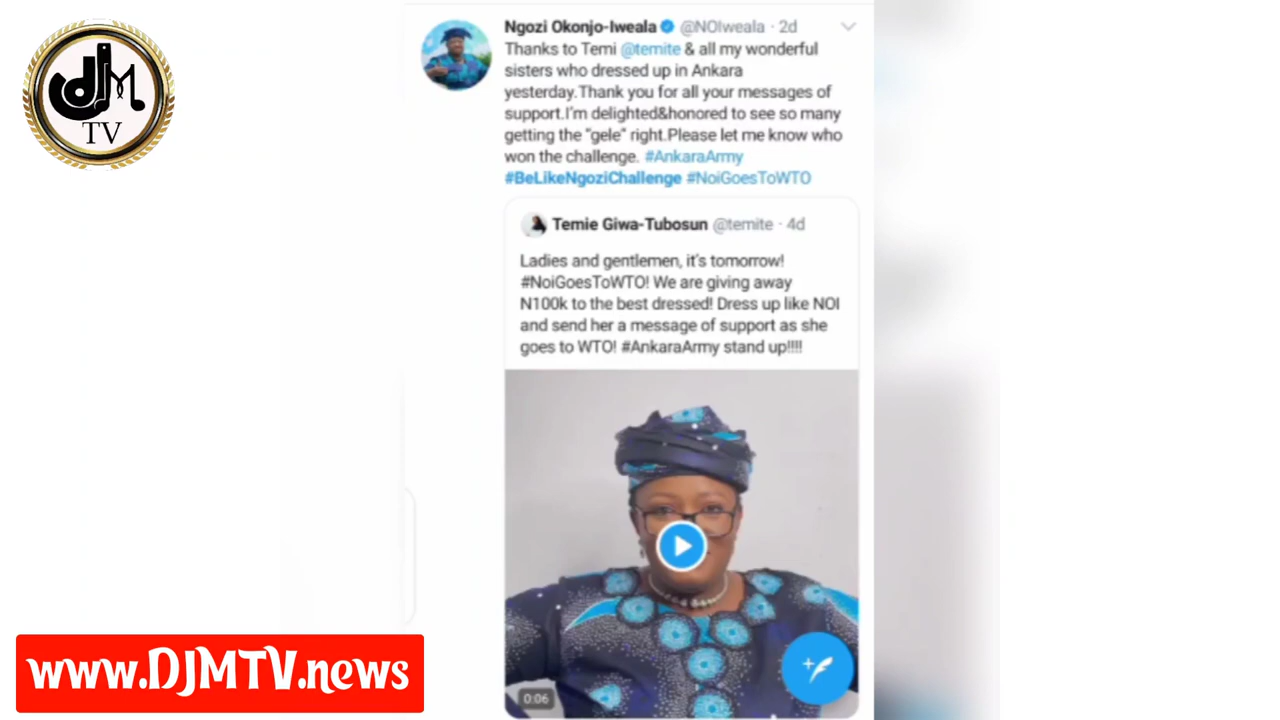 JM
TV
Ngozi Okonjo-Iweala @NOIweala · 2d
Thanks to Temi @temite & all my wonderful
sisters who dressed up in Ankara
yesterday.Thank you for all your messages of
support.I'm delighted&honored to see so many
getting the "gele" right.Please let me know who
won the challenge. #AnkaraArmy
#BeLikeNgoziChallenge #NoiGoesToWTO
Temie Giwa-Tubosun @temite · 4d
Ladies and gentlemen, it's tomorrow!
#NoiGoesToWTO! We are giving away
N100k to the best dressed! Dress up like NOI
and send her a message of support as she
goes to WTO! #AnkaraArmy stand up!!!!
0:06
www.DJMTV.news